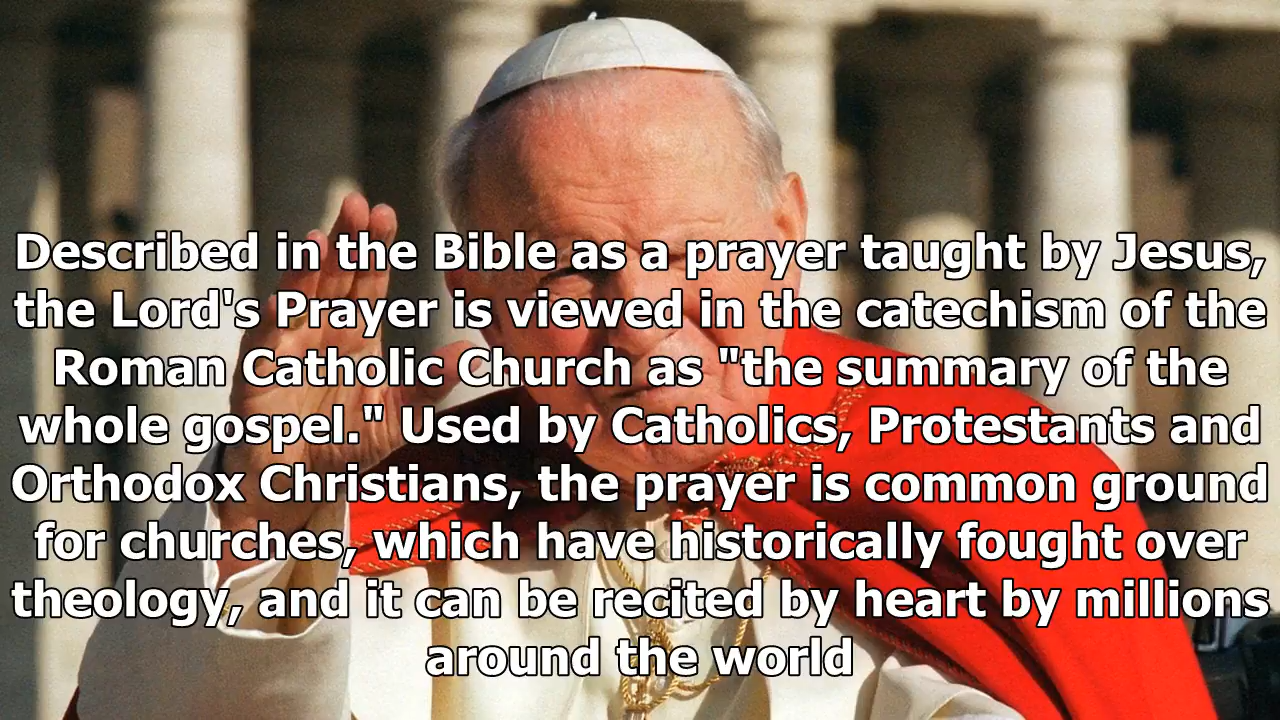 Described in the Bible as a prayer taught by Jesus,
the Lord's Prayer is viewed in the catechism of the
Roman Catholic Church as "the summary of the
whole gospel." Used by Catholics, Protestants and
Orthodox Christians, the prayer is common ground
for churches, which have historically fought over
theology, and it can be recited by heart by millions
around the world